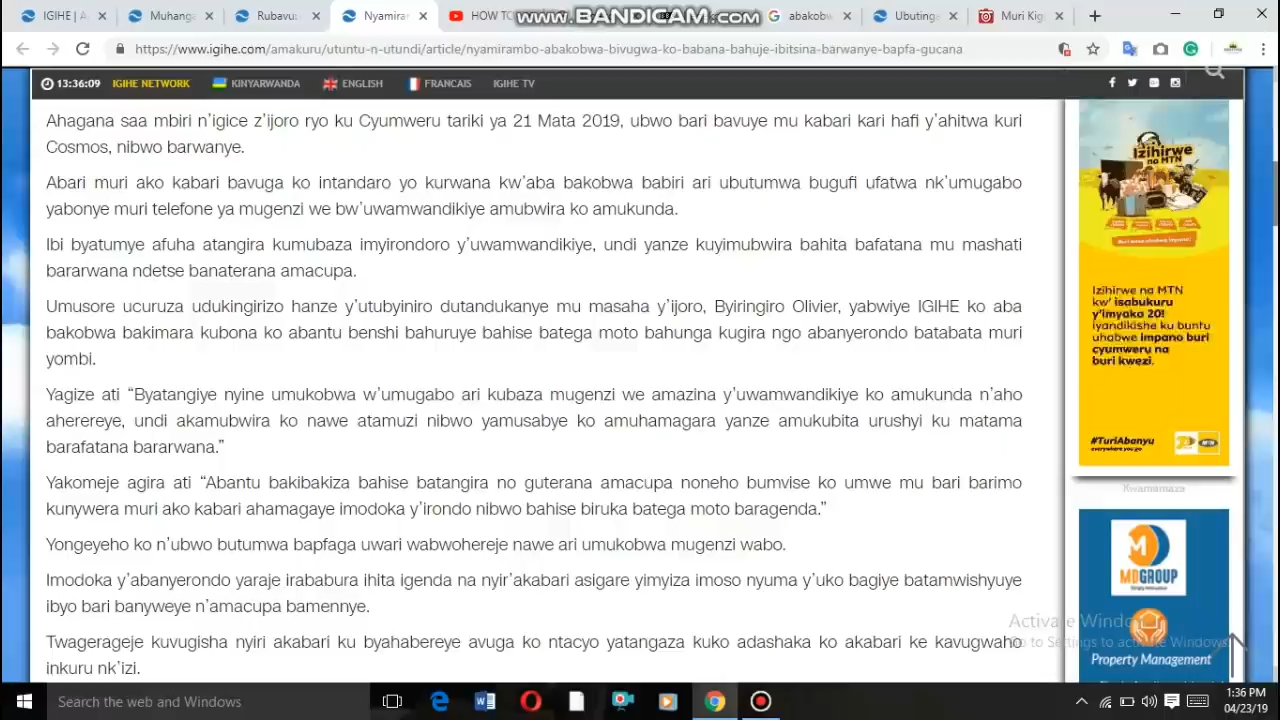 IGIHE | A
Muhanga
Rubavu
Nyamiran
HOW TO
www.BANDICAM.com
abakobw
Ubuting
Muri Kig
https://www.igihe.com/amakuru/utuntu-n-utundi/article/nyamirambo-abakobwa-bivugwa-ko-babana-bahuje-ibitsina-barwanye-bapfa-gucana
13:36:09 IGIHE NETWORK KINYARWANDA ENGLISH FRANCAIS IGIHE TV
Ahagana saa mbiri n'igice z'ijoro ryo ku Cyumweru tariki ya 21 Mata 2019, ubwo bari bavuye mu kabari kari hafi y'ahitwa kuri
Cosmos, nibwo barwanye.
Abari muri ako kabari bavuga ko intandaro yo kurwana kw'aba bakobwa babiri ari ubutumwa bugufi ufatwa nk'umugabo
yabonye muri telefone ya mugenzi we bw'uwamwandikiye amubwira ko amukunda.
Ibi byatumye afuha atangira kumubaza imyirondoro y'uwamwandikiye, undi yanze kuyimubwira bahita bafatana mu mashati
bararwana ndetse banaterana amacupa.
Umusore ucuruza udukingirizo hanze y'utubyiniro dutandukanye mu masaha y'ijoro, Byiringiro Olivier, yabwiye IGIHE ko aba
bakobwa bakimara kubona ko abantu benshi bahuruye bahise batega moto bahunga kugira ngo abanyerondo batabata muri
yombi.
Yagize ati “Byatangiye nyine umukobwa w'umugabo ari kubaza mugenzi we amazina y'uwamwandikiye ko amukunda n'aho
aherereye, undi akamubwira ko nawe atamuzi nibwo yamusabye ko amuhamagara yanze amukubita urushyi ku matama
barafatana bararwana.”
Yakomeje agira ati “Abantu bakibakiza bahise batangira no guterana amacupa noneho bumvise ko umwe mu bari barimo
kunywera muri ako kabari ahamagaye imodoka y'irondo nibwo bahise biruka batega moto baragenda.”
Yongeyeho ko n'ubwo butumwa bapfaga uwari wabwohereje nawe ari umukobwa mugenzi wabo.
Imodoka y'abanyerondo yaraje irababura ihita igenda na nyir'akabari asigare yimyiza imoso nyuma y'uko bagiye batamwishyuye
ibyo bari banyweye n'amacupa bamennye.
Twagerageje kuvugisha nyiri akabari ku byahabereye avuga ko ntacyo yatangaza kuko adashaka ko akabari ke kavugwaho
inkuru nk'izi.
Izihirwe
na MTN
Izihirwe na MTN
kw' isabukuru
y'imyaka 20!
iyandikishe ku buntu
uhabwe impano buri
cyumweru na
buri kwezi.
#TuriAbanyu
everywhere you go
MTN
Kwamamaza
MDGROUP
Property Management
Activate Windows
Go to Settings to activate Windows.
Search the web and Windows
1:36 PM
04/23/19